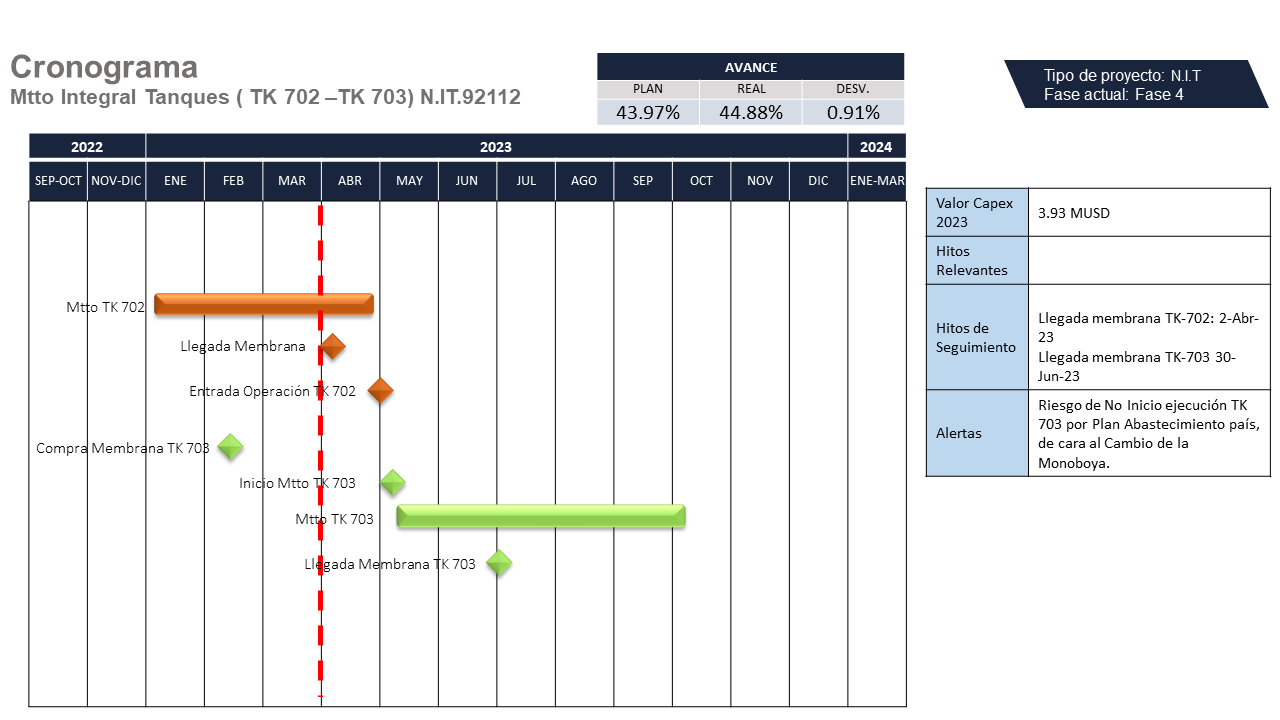 Cronograma
Mtto Integral Tanques ( TK 702 –TK 703) N.IT.92112
AVANCE
PLAN REAL DESV.
43.97% 44.88% 0.91%
Tipo de proyecto: N.I.T
Fase actual: Fase 4
2022 2023 2024
SEP-OCT NOV-DIC ENE FEB MAR ABR MAY JUN JUL AGO SEP OCT NOV DIC ENE-MAR
Mtto TK 702
Llegada Membrana
Entrada Operación TK 702
Compra Membrana TK 703
Inicio Mtto TK 703
Mtto TK 703
Llegada Membrana TK 703
Valor Capex
2023
3.93 MUSD
Hitos
Relevantes
Hitos de
Seguimiento
Llegada membrana TK-702: 2-Abr-
23
Llegada membrana TK-703 30-
Jun-23
Alertas
Riesgo de No Inicio ejecución TK
703 por Plan Abastecimiento país,
de cara al Cambio de la
Monoboya.